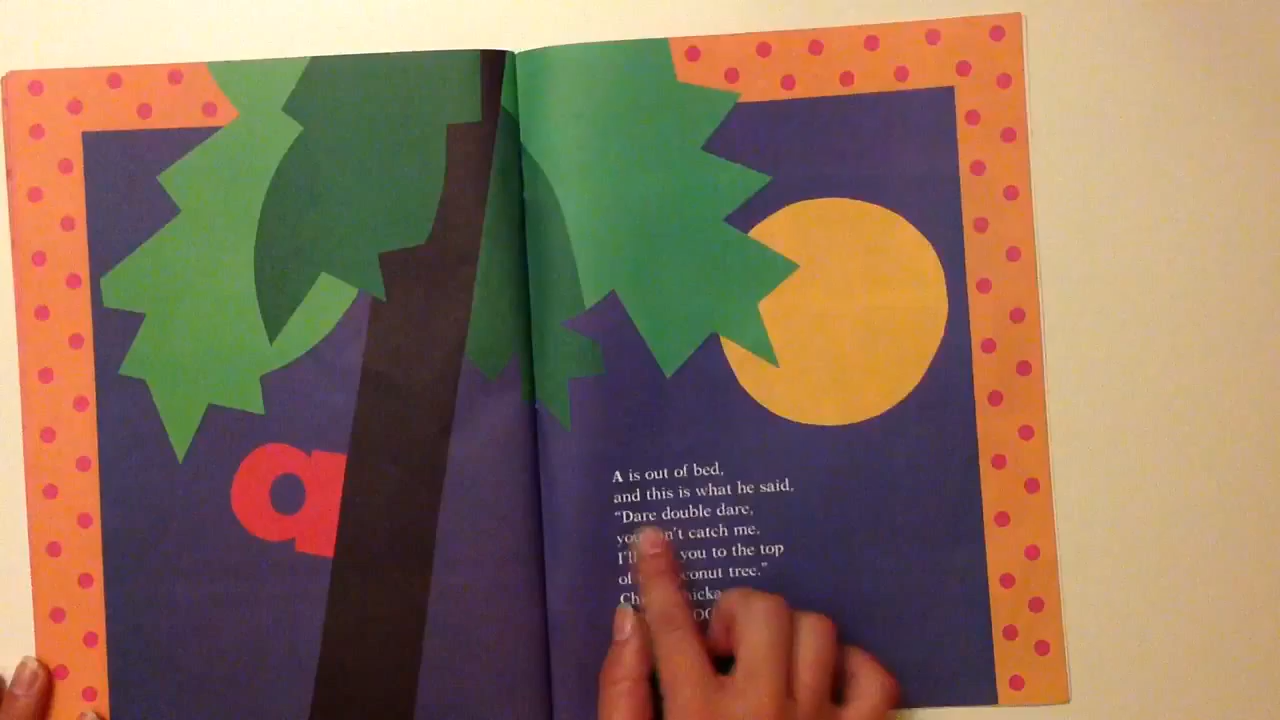 a
A is out of bed,
and this is what he said,
"Dare double dare,
catch me.
you to the top
of tree."